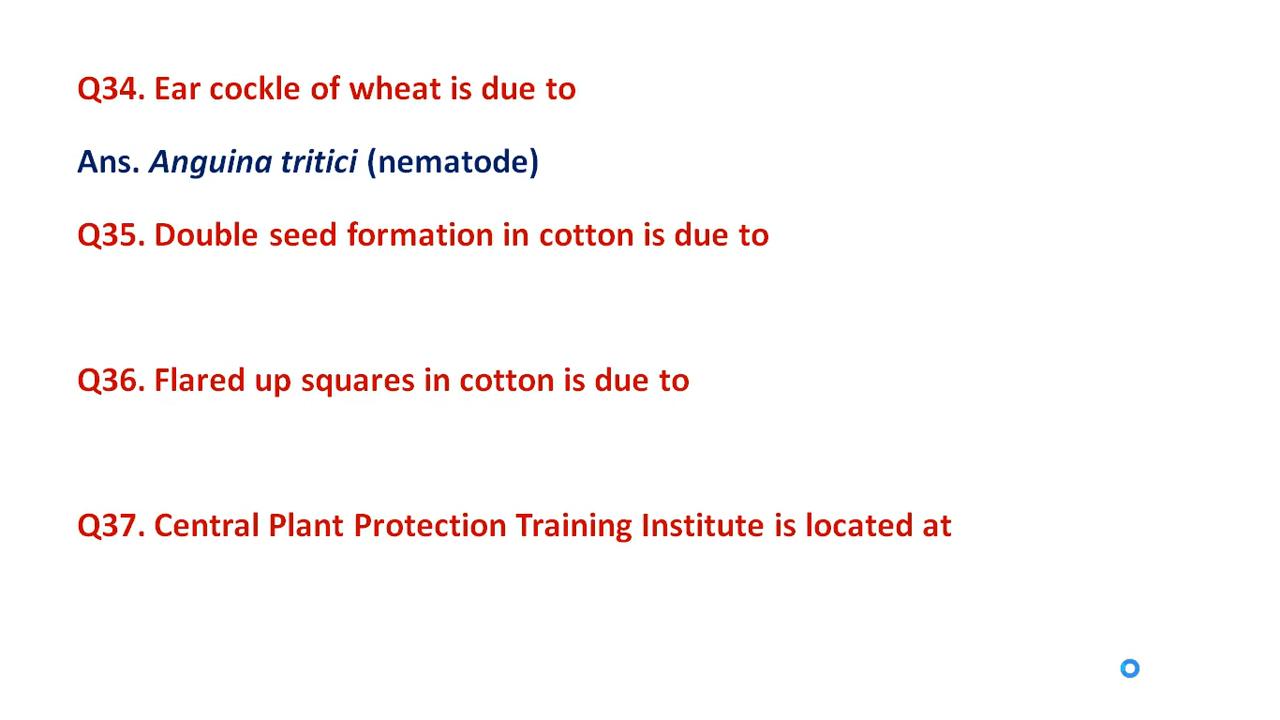 Q34. Ear cockle of wheat is due to
Ans. Anguina tritici (nematode)
Q35. Double seed formation in cotton is due to
Q36. Flared up squares in cotton is due to
Q37. Central Plant Protection Training Institute is located at